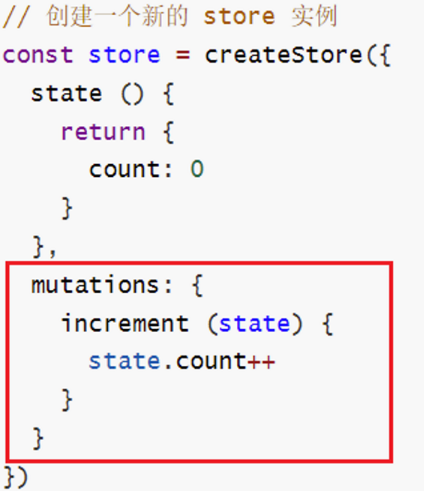 // 创建一个新的 store 实例
const store = createStore({
  state () {
    return {
      count: 0
    }
  },
  mutations: {
    increment (state) {
      state.count++
    }
  }
})